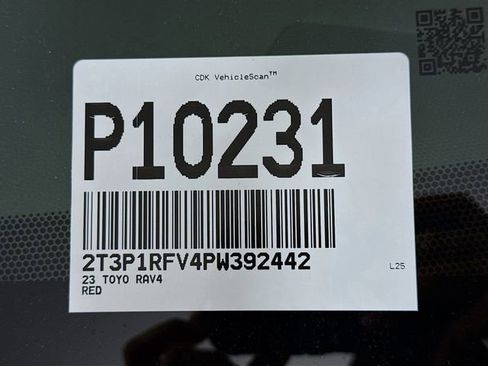 CDK VehicleScan™
P10231
2T3P1RFV4PW392442
23 TOYO RAV4
RED
L25